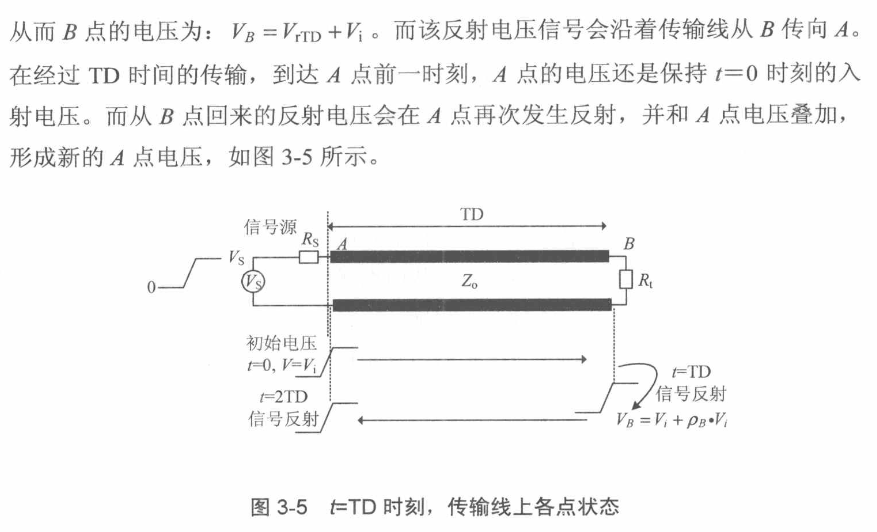 从而 B 点的电压为：V_B = V_rTD + V_i 。而该反射电压信号会沿着传输线从 B 传向 A。
在经过 TD 时间的传输，到达 A 点前一时刻，A 点的电压还是保持 t＝0 时刻的入
射电压。而从 B 点回来的反射电压会在 A 点再次发生反射，并和 A 点电压叠加，
形成新的 A 点电压，如图 3-5 所示。
TD
信号源
R_S
A
B
V_S
0
V_S
Z_o
R_t
初始电压
t=0, V=V_i
t=2TD
信号反射
t=TD
信号反射
V_B = V_i + ρ_B•V_i
图 3-5 t=TD 时刻，传输线上各点状态